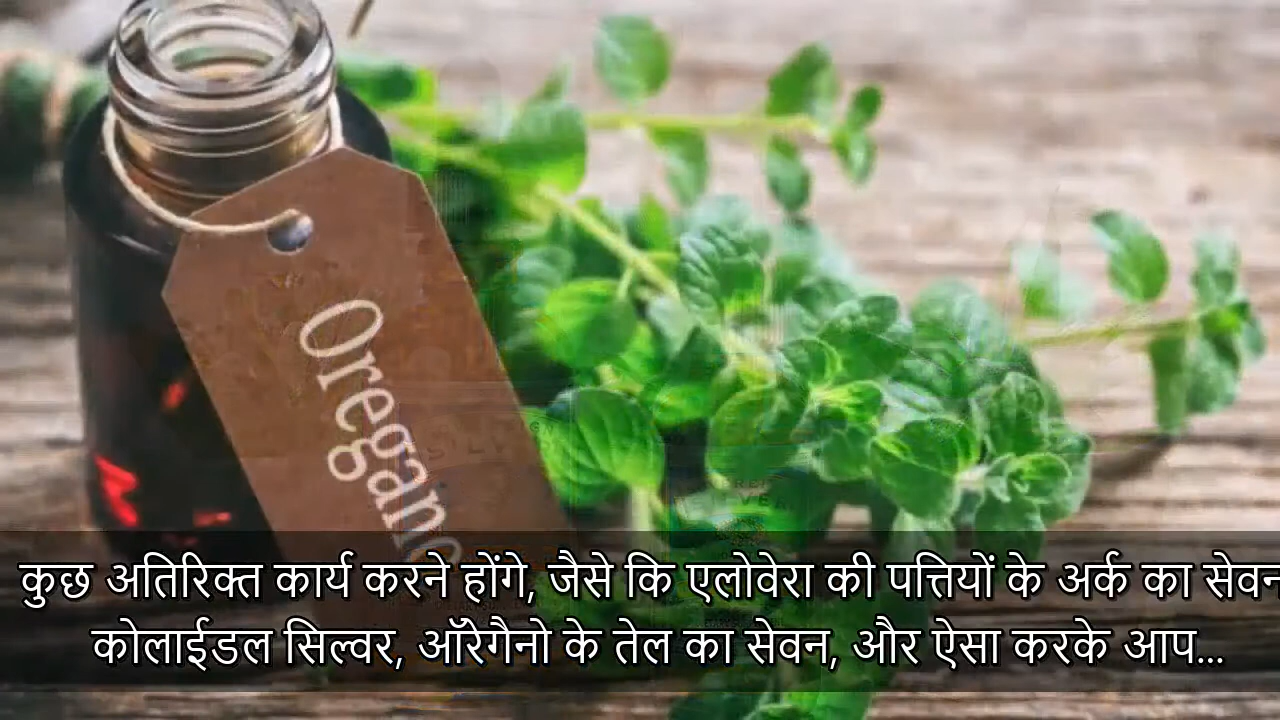 Oregano
कुछ अतिरिक्त कार्य करने होंगे, जैसे कि एलोवेरा की पत्तियों के अर्क का सेवन
कोलाईडल सिल्वर, ऑरेगैनो के तेल का सेवन, और ऐसा करके आप...